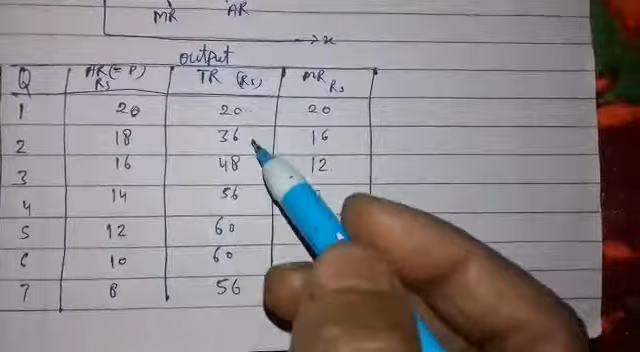 MR AR
x
output
Q AR(= P) Rs TR (Rs) MR Rs
1 20 20 20
2 18 36 16
3 16 48 12
4 14 56
5 12 60
6 10 60
7 8 56